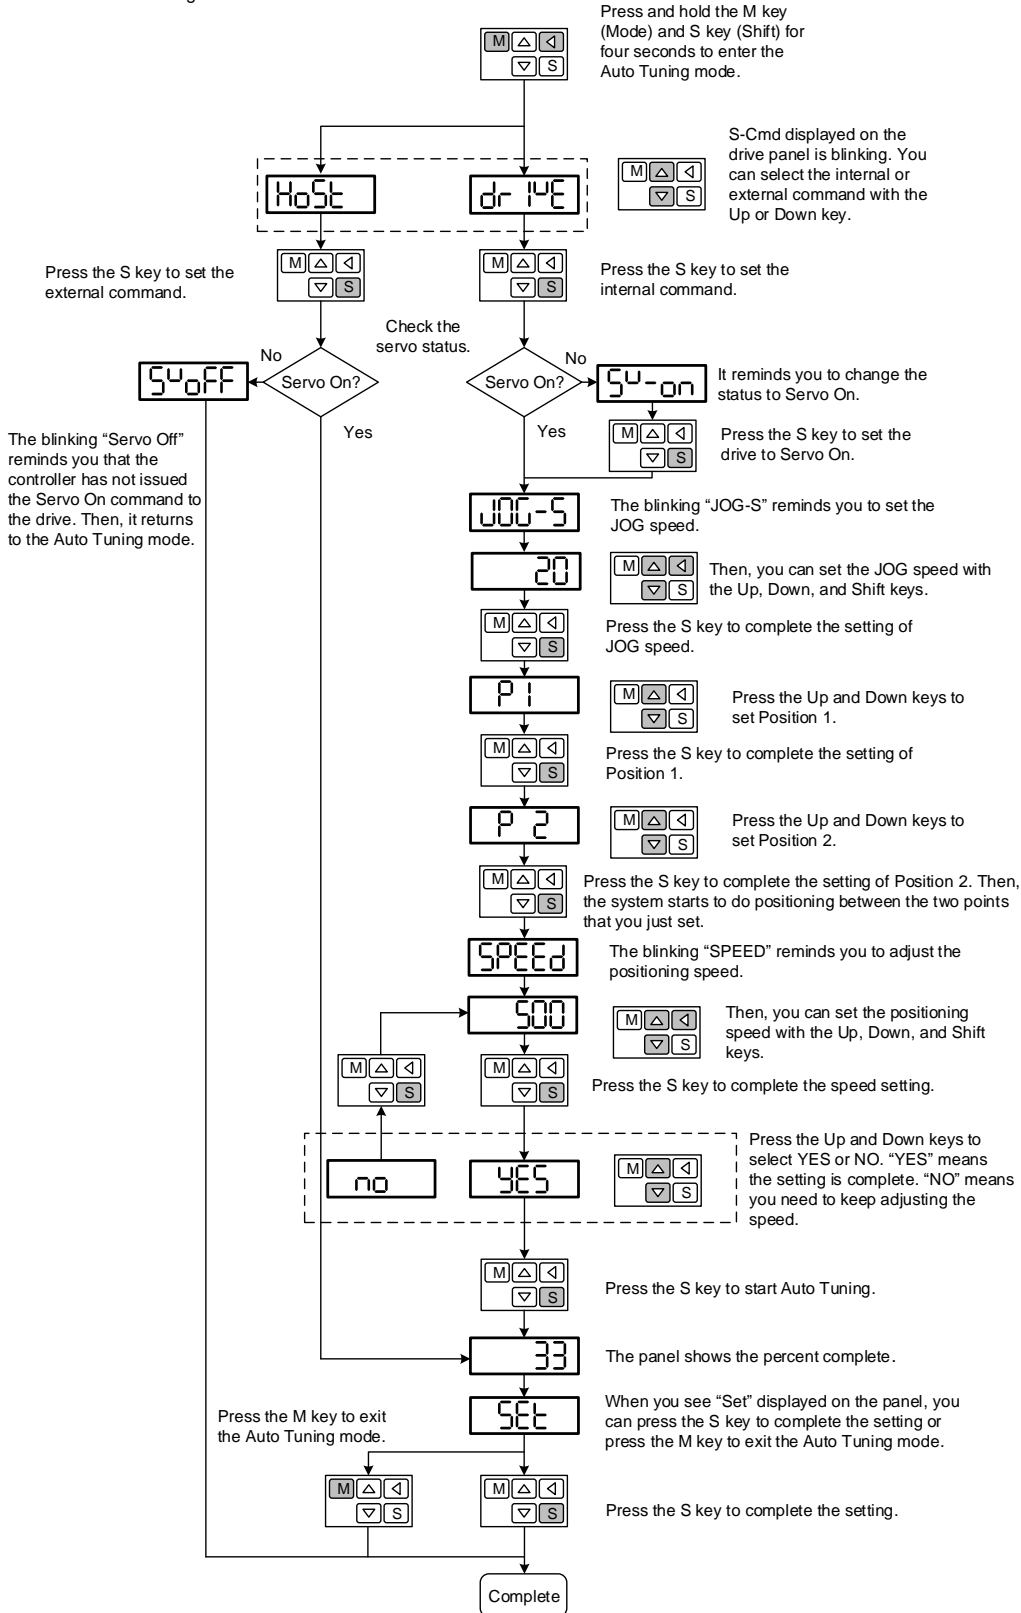 Press and hold the M key
(Mode) and S key (Shift) for
four seconds to enter the
Auto Tuning mode.
M
S
S-Cmd displayed on the
drive panel is blinking. You
can select the internal or
external command with the
Up or Down key.
HoSt
drIvE
M
S
Press the S key to set the
external command.
M
S
M
S
Press the S key to set the
internal command.
Check the
servo status.
No
SvoFF
Servo On?
Yes
Servo On?
No
Sv-on
It reminds you to change the
status to Servo On.
Yes
M
S
Press the S key to set the
drive to Servo On.
The blinking “Servo Off”
reminds you that the
controller has not issued
the Servo On command to
the drive. Then, it returns
to the Auto Tuning mode.
JOG-S
The blinking “JOG-S” reminds you to set the
JOG speed.
20
M
S
Then, you can set the JOG speed with
the Up, Down, and Shift keys.
M
S
Press the S key to complete the setting of
JOG speed.
P1
M
S
Press the Up and Down keys to
set Position 1.
M
S
Press the S key to complete the setting of
Position 1.
P 2
M
S
Press the Up and Down keys to
set Position 2.
M
S
Press the S key to complete the setting of Position 2. Then,
the system starts to do positioning between the two points
that you just set.
SPEEd
The blinking “SPEED” reminds you to adjust the
positioning speed.
500
M
S
Then, you can set the positioning
speed with the Up, Down, and Shift
keys.
M
S
M
S
Press the S key to complete the speed setting.
no
YES
M
S
Press the Up and Down keys to
select YES or NO. “YES” means
the setting is complete. “NO” means
you need to keep adjusting the
speed.
M
S
Press the S key to start Auto Tuning.
33
The panel shows the percent complete.
SEt
When you see “Set” displayed on the panel, you
can press the S key to complete the setting or
press the M key to exit the Auto Tuning mode.
Press the M key to exit
the Auto Tuning mode.
M
S
M
S
Press the S key to complete the setting.
Complete